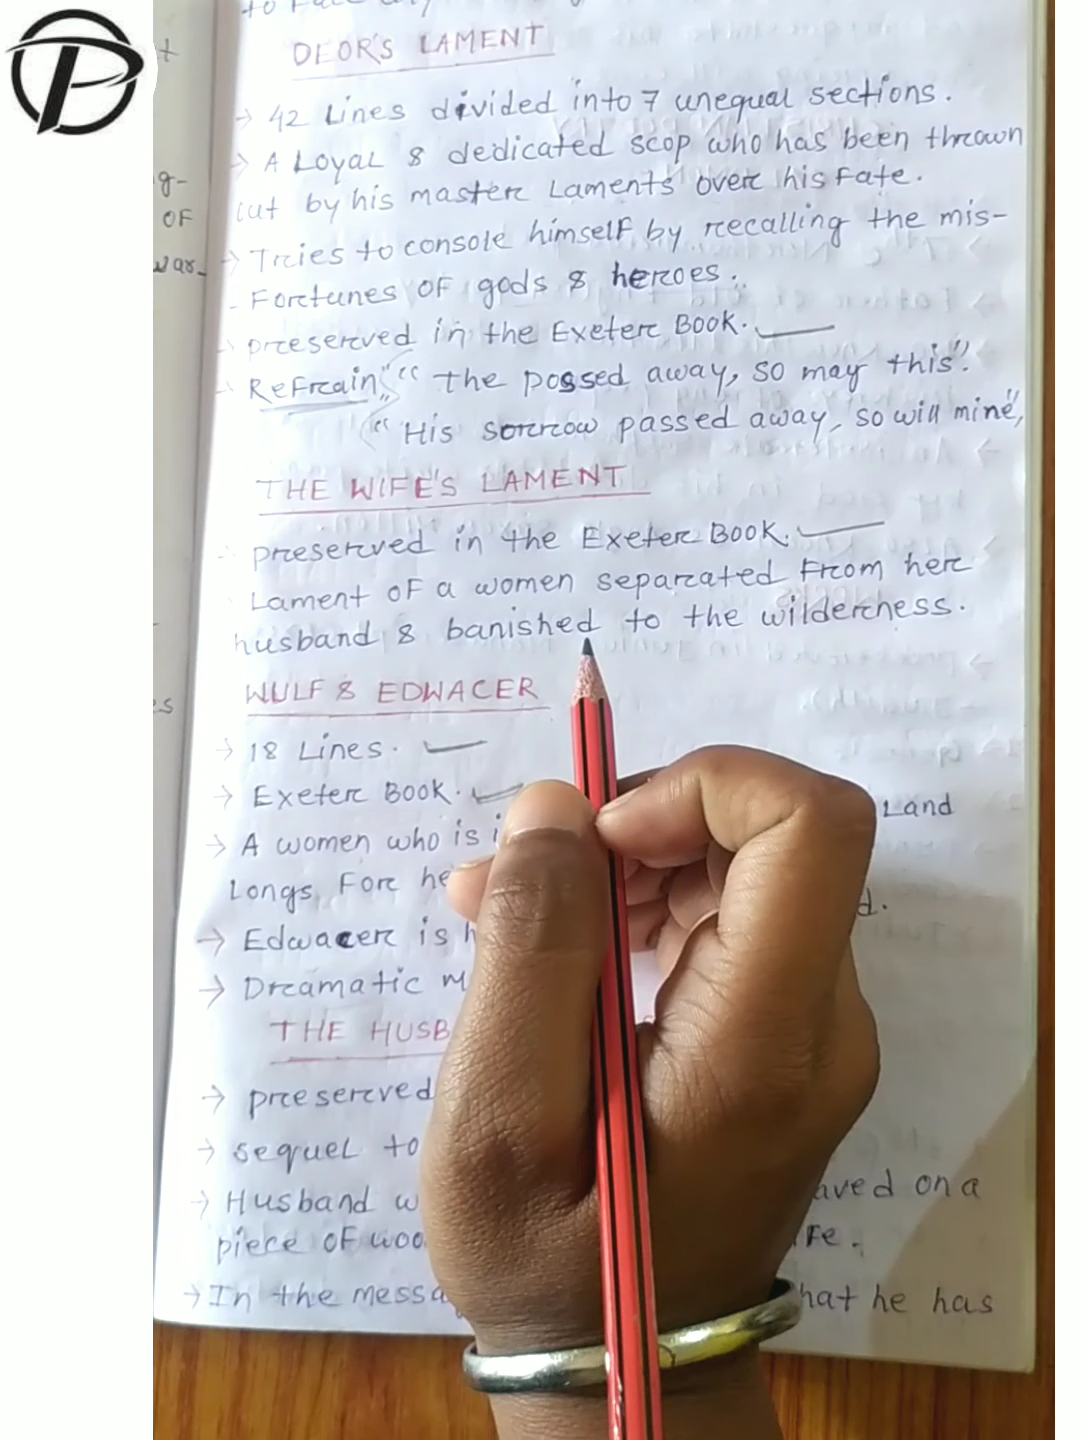 DEOR'S LAMENT
→ 42 Lines divided into 7 unequal sections.
→ A Loyal & dedicated scop who has been thrown
out by his master Laments over his Fate.
→ Tries to console himself by recalling the mis-
- Fortunes of gods & heroes.
→ preserved in the Exeter Book.
- Refrain "" the possed away, so may this".
"His sorrow passed away, so will mine"
THE WIFE'S LAMENT
preserved in the Exeter Book.
Lament of a women separated From her
husband & banished to the wilderness.
WULF & EDWACER
→ 18 Lines.
→ Exeter Book.
→ A women who is i Land
Longs For he d.
→ Edwacer is h
→ Dramatic m
THE HUSB
→ preserved
→ sequel to
→ Husband w aved on a
piece of woo fe.
→ In the messa hat he has
g-
OF
war-
t
es